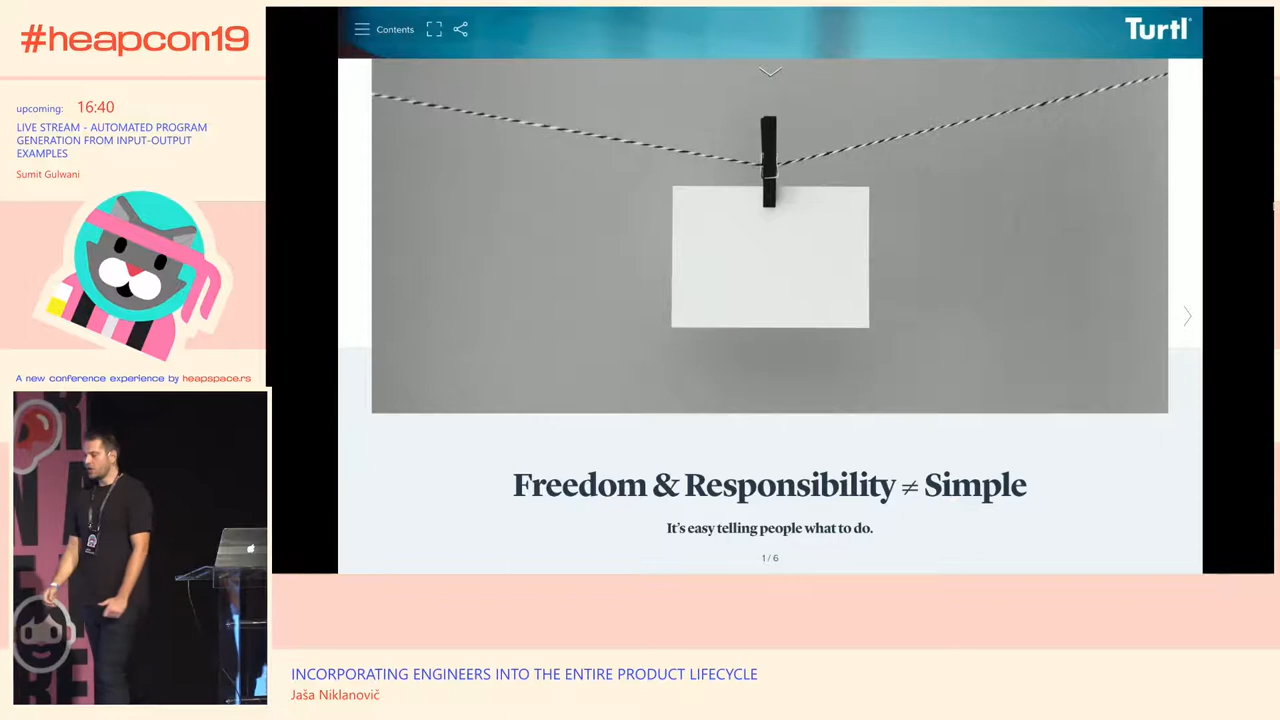 #heapcon19
upcoming: 16:40
LIVE STREAM - AUTOMATED PROGRAM
GENERATION FROM INPUT-OUTPUT
EXAMPLES
Sumit Gulwani
A new conference experience by heapspace.rs
Contents
Turtl
Freedom & Responsibility ≠ Simple
It's easy telling people what to do.
1 / 6
INCORPORATING ENGINEERS INTO THE ENTIRE PRODUCT LIFECYCLE
Jaša Niklanovič